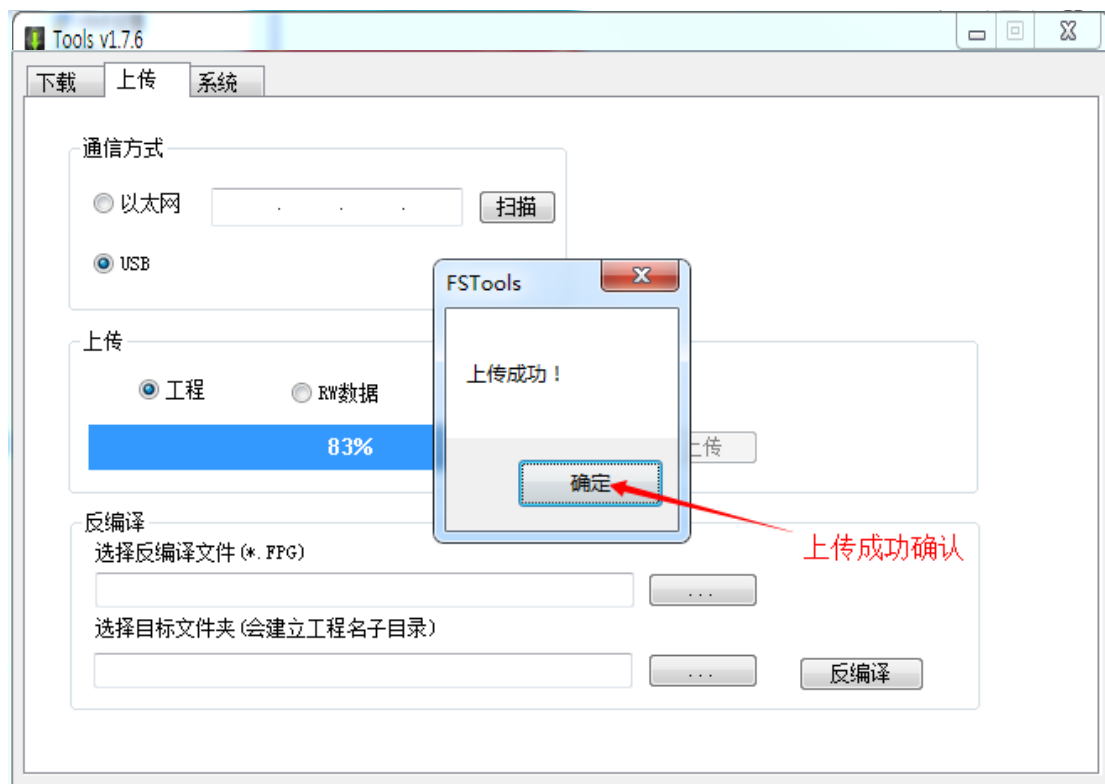 Tools v1.7.6
下载 上传 系统
通信方式
以太网 . . . 扫描
USB
FSTools
上传成功！
确定
上传
工程 RW数据
83%
上传成功确认
反编译
选择反编译文件(*.FPG)
...
选择目标文件夹(会建立工程名子目录)
... 反编译